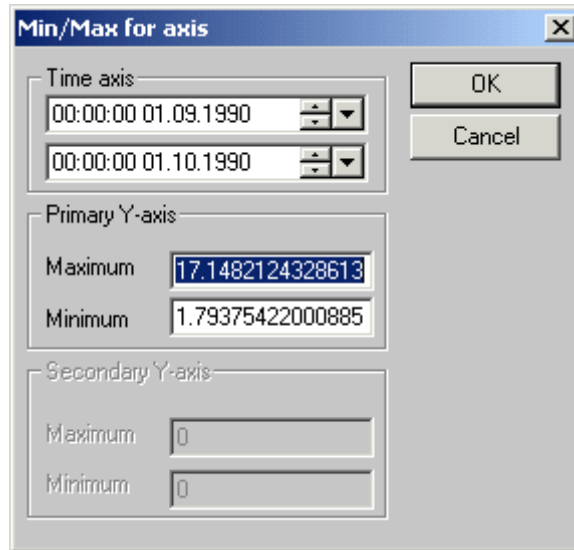 Min/Max for axis
Time axis
00:00:00 01.09.1990
00:00:00 01.10.1990
OK
Cancel
Primary Y-axis
Maximum 17.1482124328613
Minimum 1.79375422000885
Secondary Y-axis
Maximum 0
Minimum 0